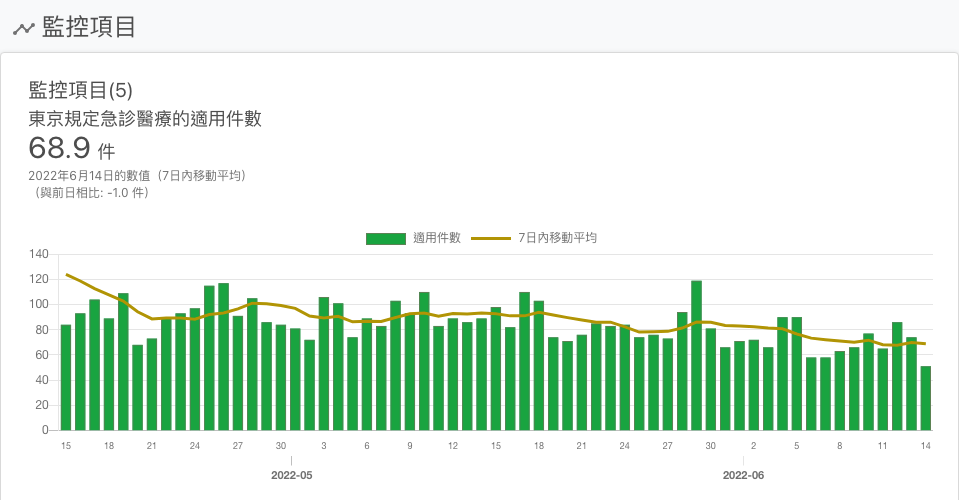 監控項目
監控項目(5)
東京規定急診醫療的適用件數
68.9 件
2022年6月14日的數值（7日內移動平均）
（與前日相比: -1.0 件）
適用件數 7日內移動平均
140
120
100
80
60
40
20
0
15 18 21 24 27 30 3 6 9 12 15 18 21 24 27 30 2 5 8 11 14
2022-05 2022-06